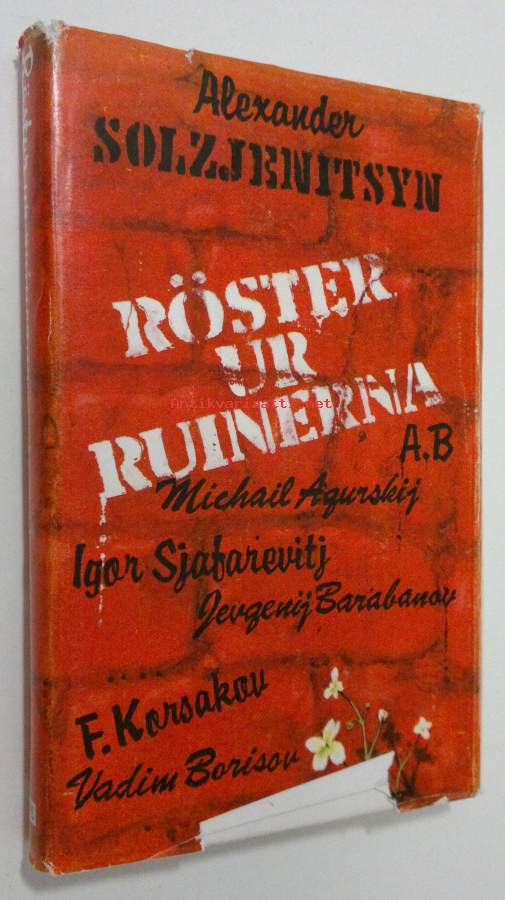 Alexander
SOLZJENITSYN
RÖSTER
UR
RUINERNA
A.B
Michail Agurskij
Igor Sjafarevitj
Jevgenij Barabanov
F. Korsakov
Vadim Borisov